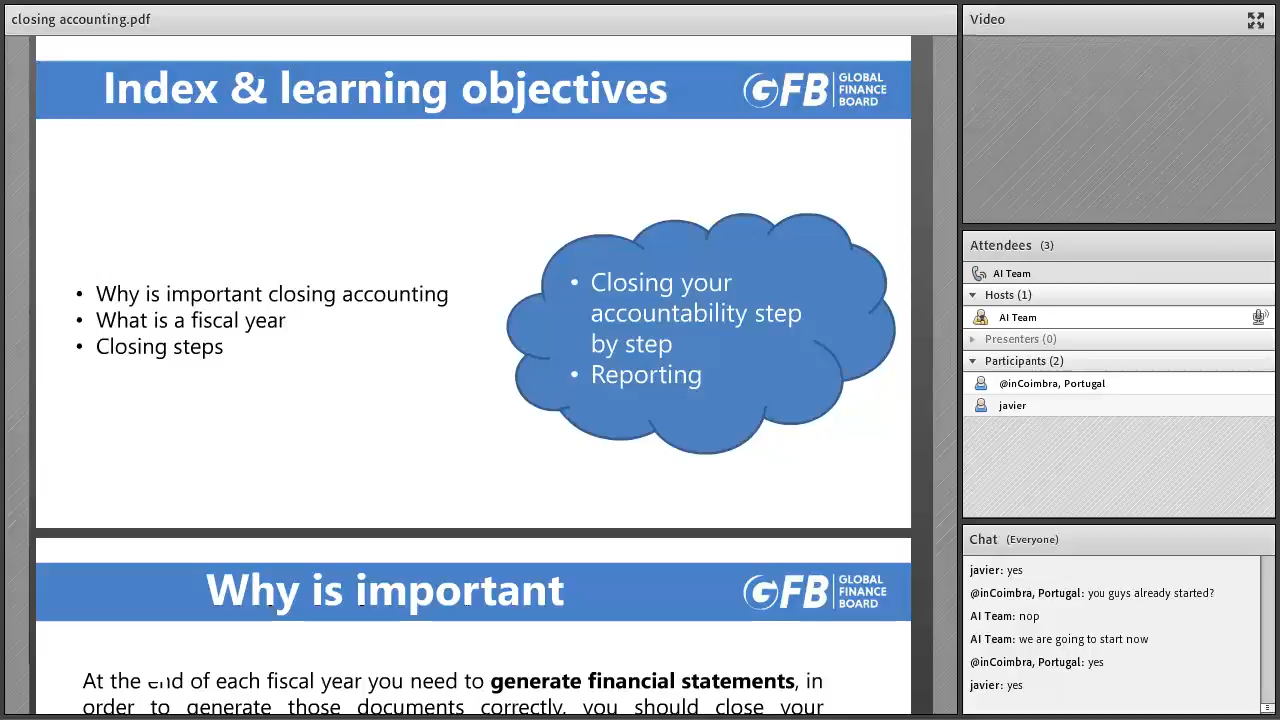 closing accounting.pdf
Index & learning objectives
GFB
GLOBAL
FINANCE
BOARD
• Why is important closing accounting
• What is a fiscal year
• Closing steps
• Closing your
accountability step
by step
• Reporting
Why is important
GFB
GLOBAL
FINANCE
BOARD
At the end of each fiscal year you need to generate financial statements, in
order to generate those documents correctly, you should close your
Video
Attendees (3)
AI Team
Hosts (1)
AI Team
Presenters (0)
Participants (2)
@inCoimbra, Portugal
javier
Chat (Everyone)
javier: yes
@inCoimbra, Portugal: you guys already started?
AI Team: nop
AI Team: we are going to start now
@inCoimbra, Portugal: yes
javier: yes